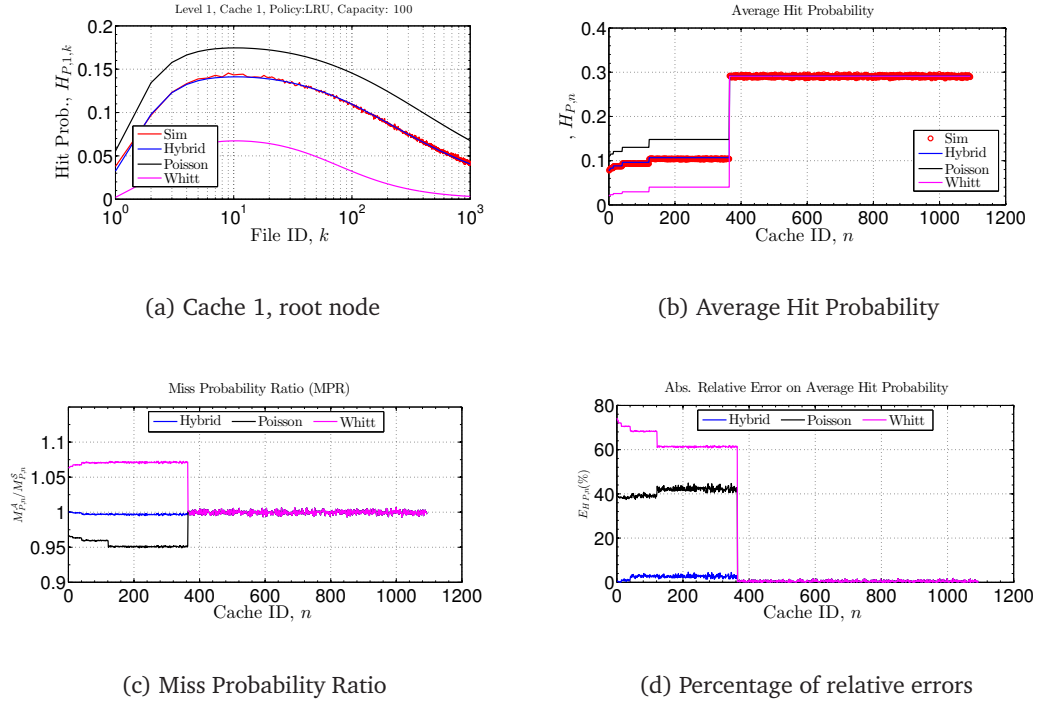 Level 1, Cache 1, Policy:LRU, Capacity: 100
Hit Prob., H_{P,1,k}
0.2
0.15
0.1
0.05
0
Sim
Hybrid
Poisson
Whitt
10^0 10^1 10^2 10^3
File ID, k
(a) Cache 1, root node
Average Hit Probability
, H_{P,n}
0.4
0.3
0.2
0.1
0
Sim
Hybrid
Poisson
Whitt
0 200 400 600 800 1000 1200
Cache ID, n
(b) Average Hit Probability
Miss Probability Ratio (MPR)
Hybrid Poisson Whitt
M^A_{P,n}/M^S_{P,n}
1.1
1.05
1
0.95
0.9
0 200 400 600 800 1000 1200
Cache ID, n
(c) Miss Probability Ratio
Abs. Relative Error on Average Hit Probability
Hybrid Poisson Whitt
E_{HP,n}(%)
80
60
40
20
0
0 200 400 600 800 1000 1200
Cache ID, n
(d) Percentage of relative errors